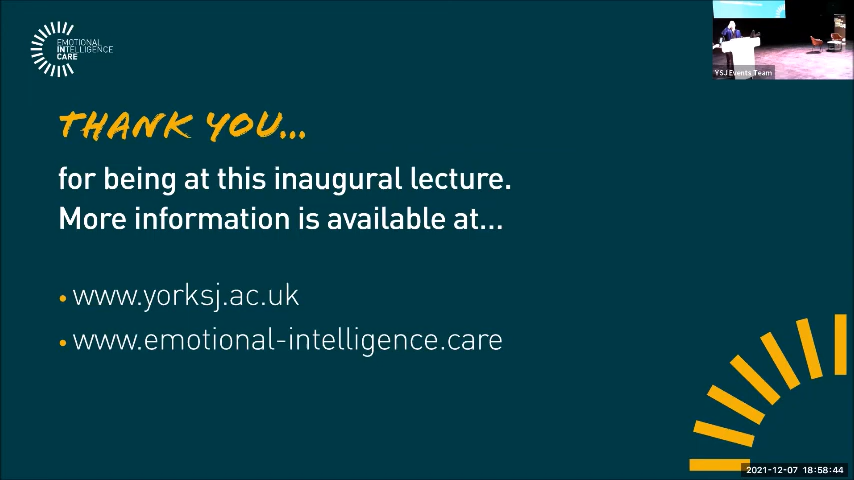 EMOTIONAL
INTELLIGENCE
CARE
YSJ Events Team
THANK YOU...
for being at this inaugural lecture.
More information is available at...
• www.yorksj.ac.uk
• www.emotional-intelligence.care
2021-12-07 18:58:44